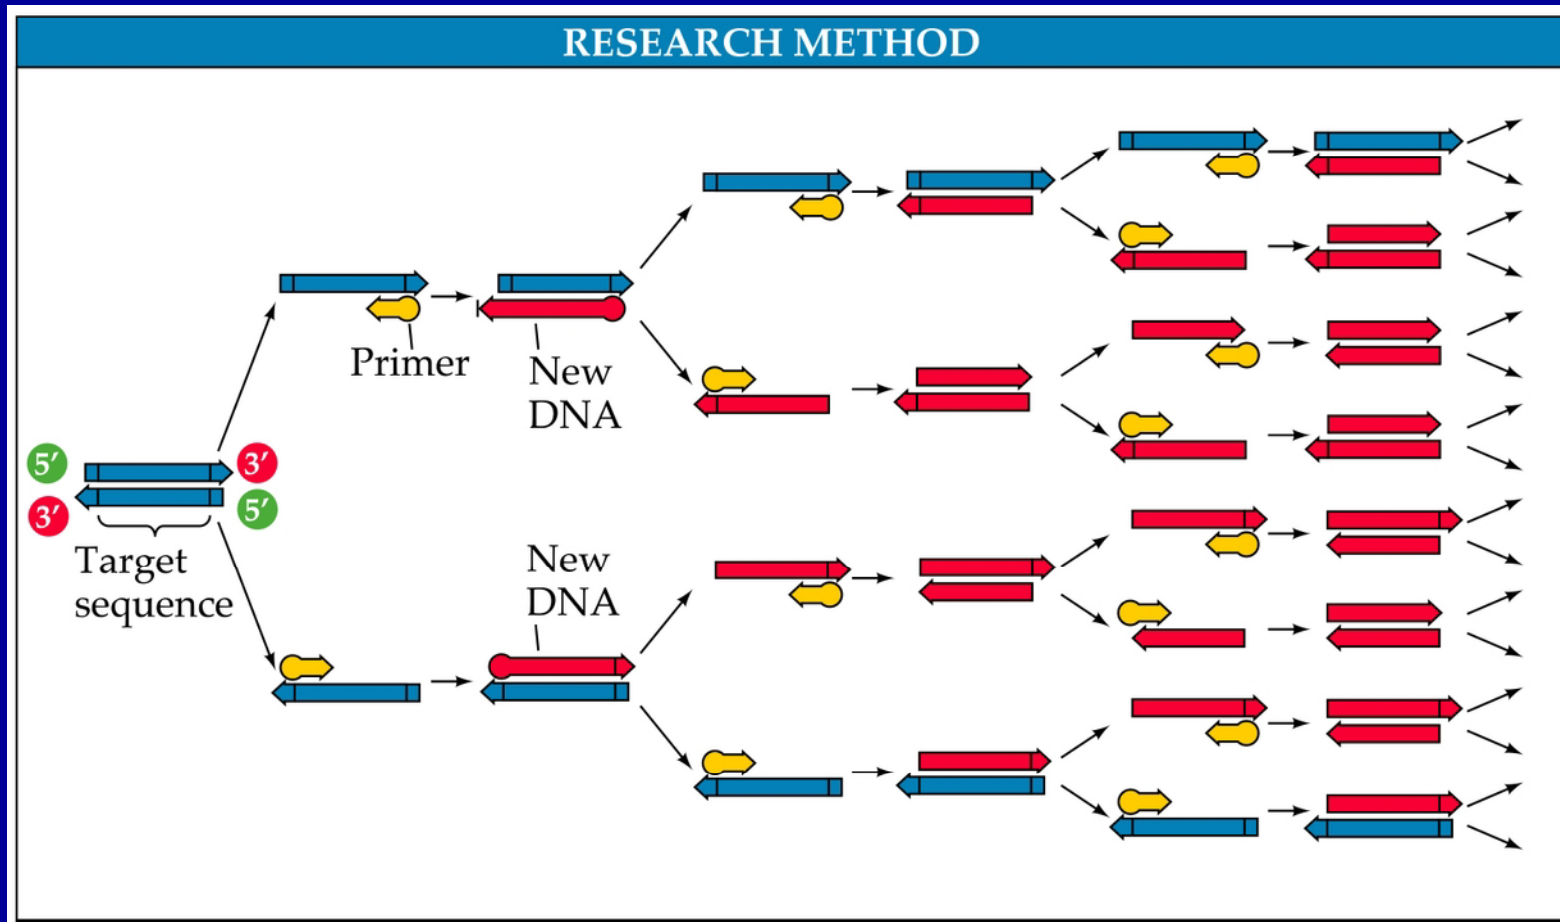 RESEARCH METHOD
Primer
New
DNA
5′
3′
3′
5′
Target
sequence
New
DNA